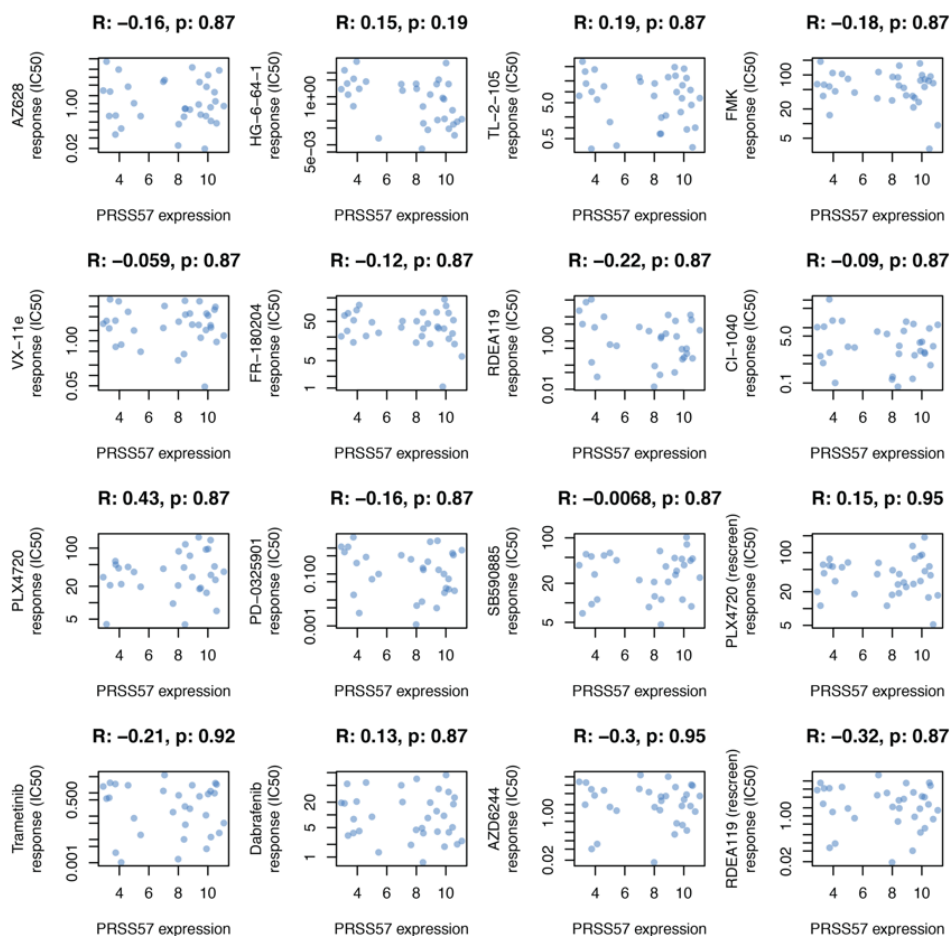 R: −0.16, p: 0.87
AZ628
response (IC50)
1.00
0.02
4 6 8 10
PRSS57 expression
R: 0.15, p: 0.19
HG−6−64−1
response (IC50)
1e+00
5e−03
4 6 8 10
PRSS57 expression
R: 0.19, p: 0.87
TL−2−105
response (IC50)
5.0
0.5
4 6 8 10
PRSS57 expression
R: −0.18, p: 0.87
FMK
response (IC50)
100
20
5
4 6 8 10
PRSS57 expression
R: −0.059, p: 0.87
VX−11e
response (IC50)
1.00
0.05
4 6 8 10
PRSS57 expression
R: −0.12, p: 0.87
FR−180204
response (IC50)
50
5
1
4 6 8 10
PRSS57 expression
R: −0.22, p: 0.87
RDEA119
response (IC50)
1.00
0.01
4 6 8 10
PRSS57 expression
R: −0.09, p: 0.87
CI−1040
response (IC50)
5.0
0.1
4 6 8 10
PRSS57 expression
R: 0.43, p: 0.87
PLX4720
response (IC50)
100
20
5
4 6 8 10
PRSS57 expression
R: −0.16, p: 0.87
PD−0325901
response (IC50)
0.100
0.001
4 6 8 10
PRSS57 expression
R: −0.0068, p: 0.87
SB590885
response (IC50)
100
20
5
4 6 8 10
PRSS57 expression
R: 0.15, p: 0.95
PLX4720 (rescreen)
response (IC50)
100
20
5
4 6 8 10
PRSS57 expression
R: −0.21, p: 0.92
Trametinib
response (IC50)
0.500
0.001
4 6 8 10
PRSS57 expression
R: 0.13, p: 0.87
Dabrafenib
response (IC50)
20
5
1
4 6 8 10
PRSS57 expression
R: −0.3, p: 0.95
AZD6244
response (IC50)
1.00
0.02
4 6 8 10
PRSS57 expression
R: −0.32, p: 0.87
RDEA119 (rescreen)
response (IC50)
1.00
0.02
4 6 8 10
PRSS57 expression